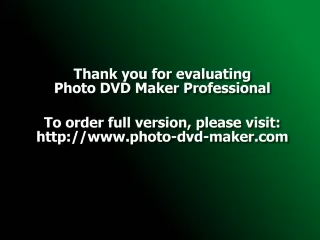 Thank you for evaluating
Photo DVD Maker Professional
To order full version, please visit:
http://www.photo-dvd-maker.com